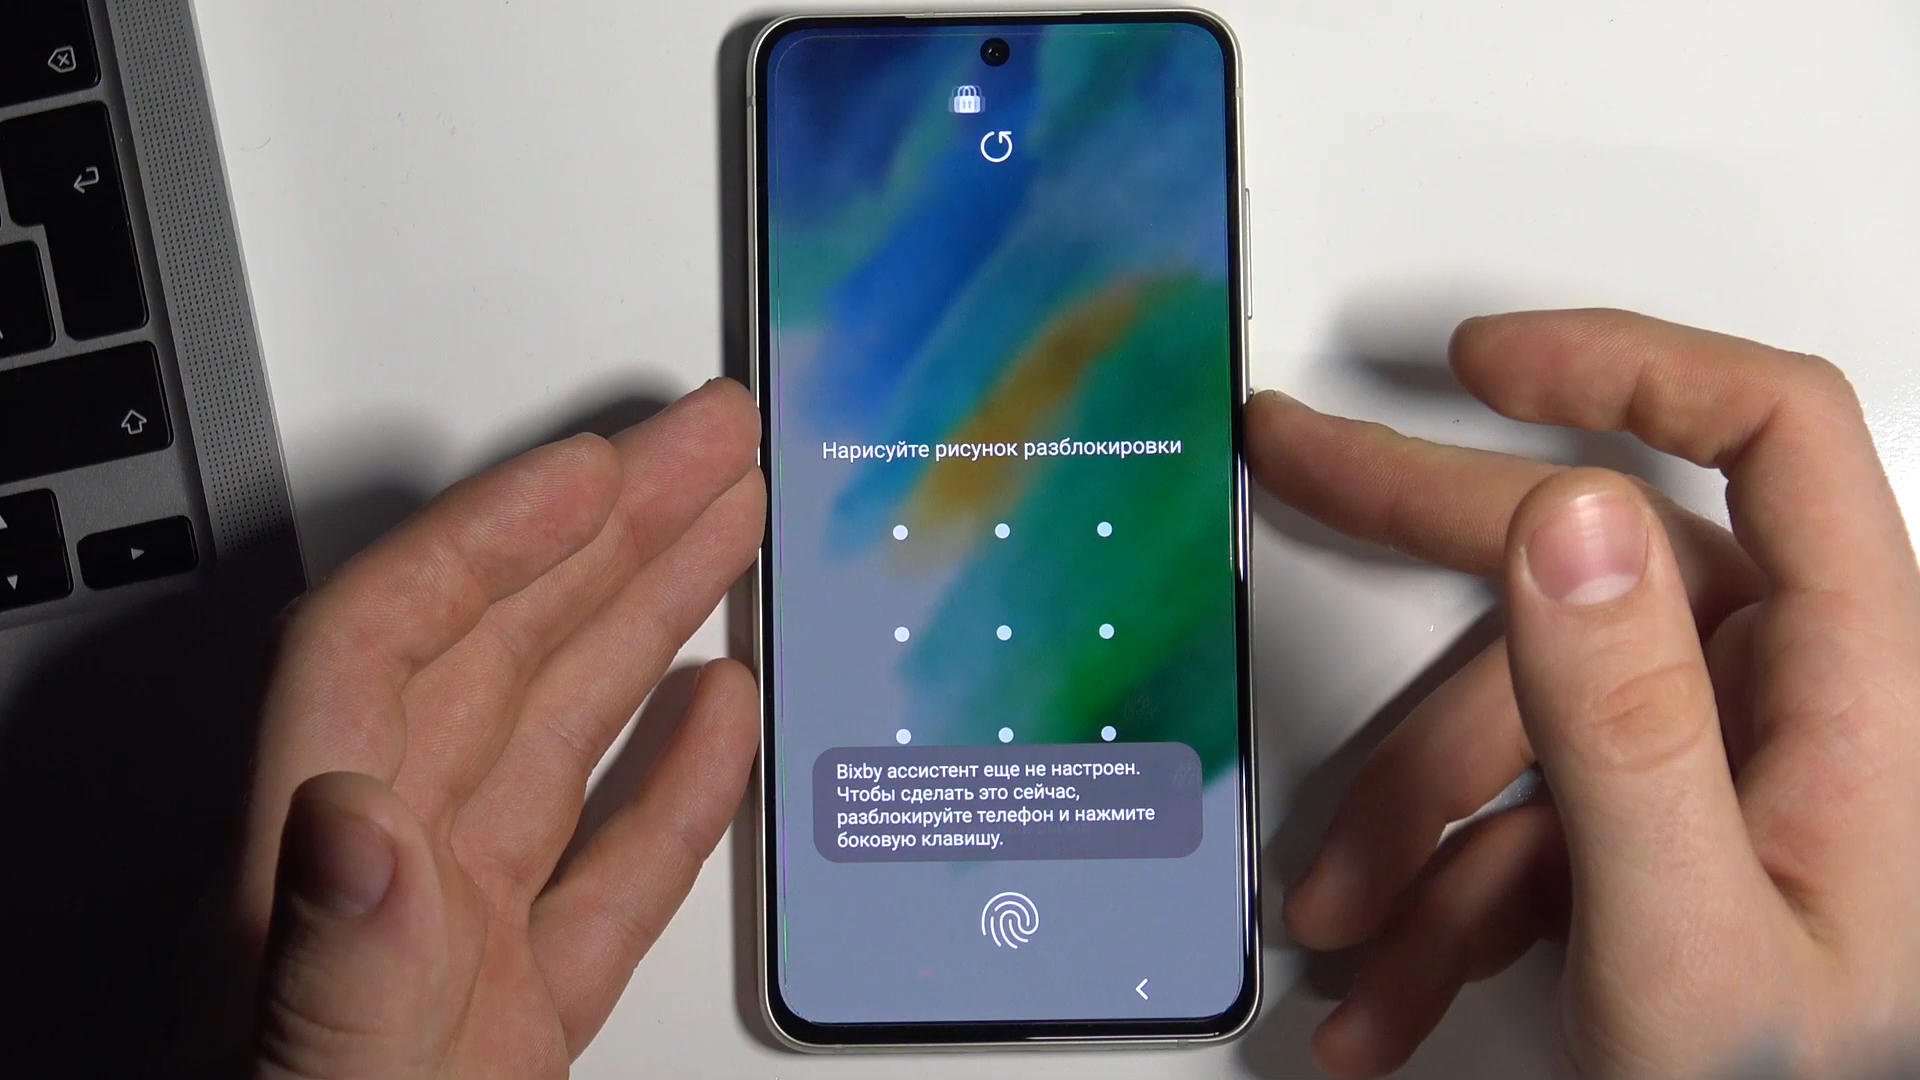 Нарисуйте рисунок разблокировки
Bixby ассистент еще не настроен.
Чтобы сделать это сейчас,
разблокируйте телефон и нажмите
боковую клавишу.